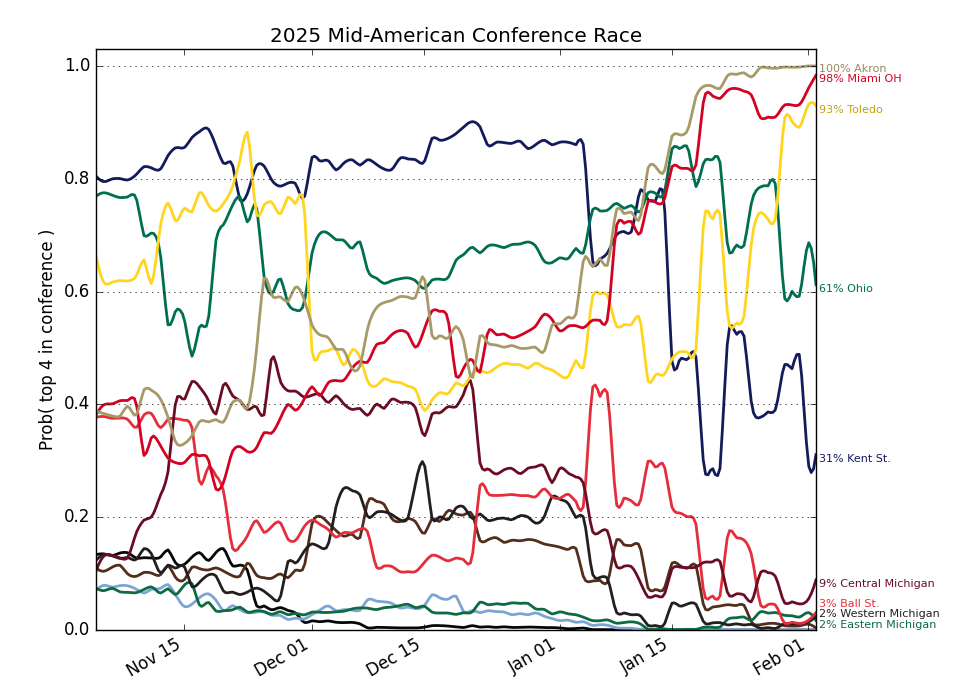 2025 Mid-American Conference Race
Prob( top 4 in conference )
1.0
0.8
0.6
0.4
0.2
0.0
Nov 15
Dec 01
Dec 15
Jan 01
Jan 15
Feb 01
100% Akron
98% Miami OH
93% Toledo
61% Ohio
31% Kent St.
9% Central Michigan
3% Ball St.
2% Western Michigan
2% Eastern Michigan